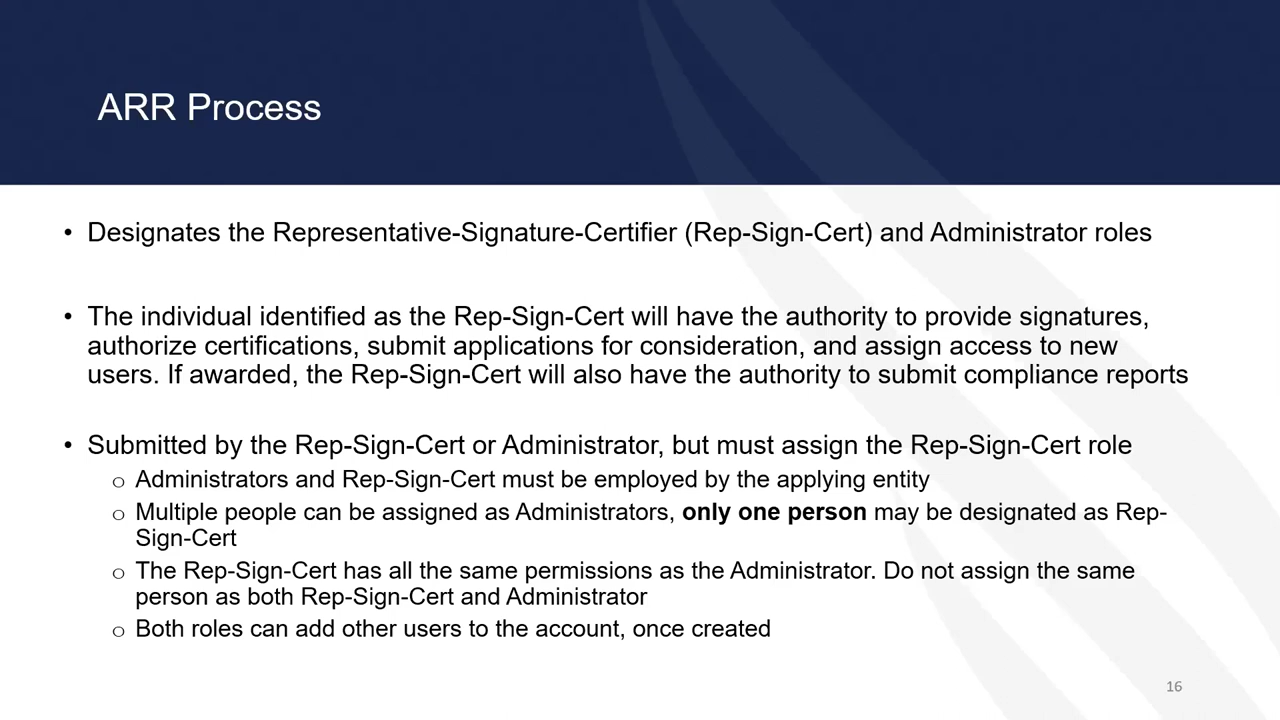 ARR Process
• Designates the Representative-Signature-Certifier (Rep-Sign-Cert) and Administrator roles
• The individual identified as the Rep-Sign-Cert will have the authority to provide signatures,
authorize certifications, submit applications for consideration, and assign access to new
users. If awarded, the Rep-Sign-Cert will also have the authority to submit compliance reports
• Submitted by the Rep-Sign-Cert or Administrator, but must assign the Rep-Sign-Cert role
o Administrators and Rep-Sign-Cert must be employed by the applying entity
o Multiple people can be assigned as Administrators, only one person may be designated as Rep-
Sign-Cert
o The Rep-Sign-Cert has all the same permissions as the Administrator. Do not assign the same
person as both Rep-Sign-Cert and Administrator
o Both roles can add other users to the account, once created
16